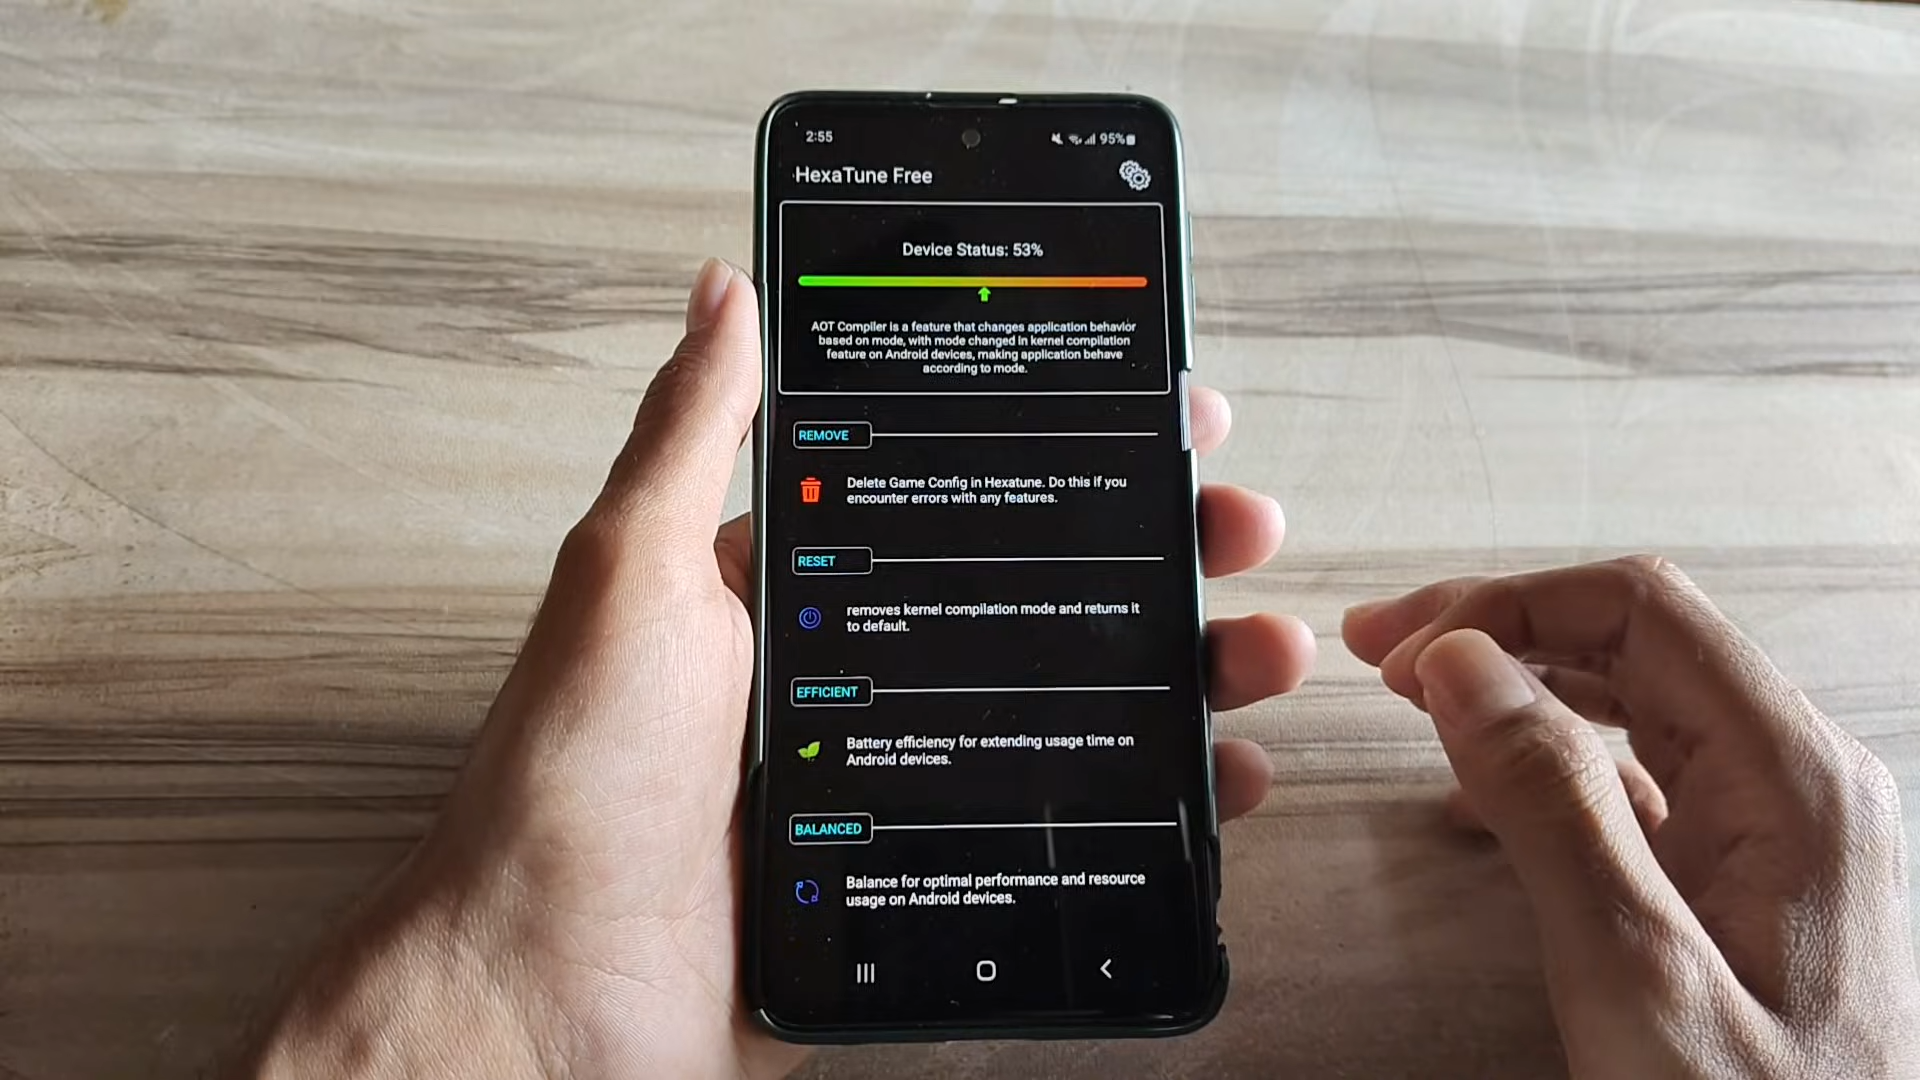 2:55
95%
HexaTune Free
Device Status: 53%
AOT Compiler is a feature that changes application behavior
based on mode, with mode changed in kernel compilation
feature on Android devices, making application behave
according to mode.
REMOVE
Delete Game Config in Hexatune. Do this if you
encounter errors with any features.
RESET
removes kernel compilation mode and returns it
to default.
EFFICIENT
Battery efficiency for extending usage time on
Android devices.
BALANCED
Balance for optimal performance and resource
usage on Android devices.